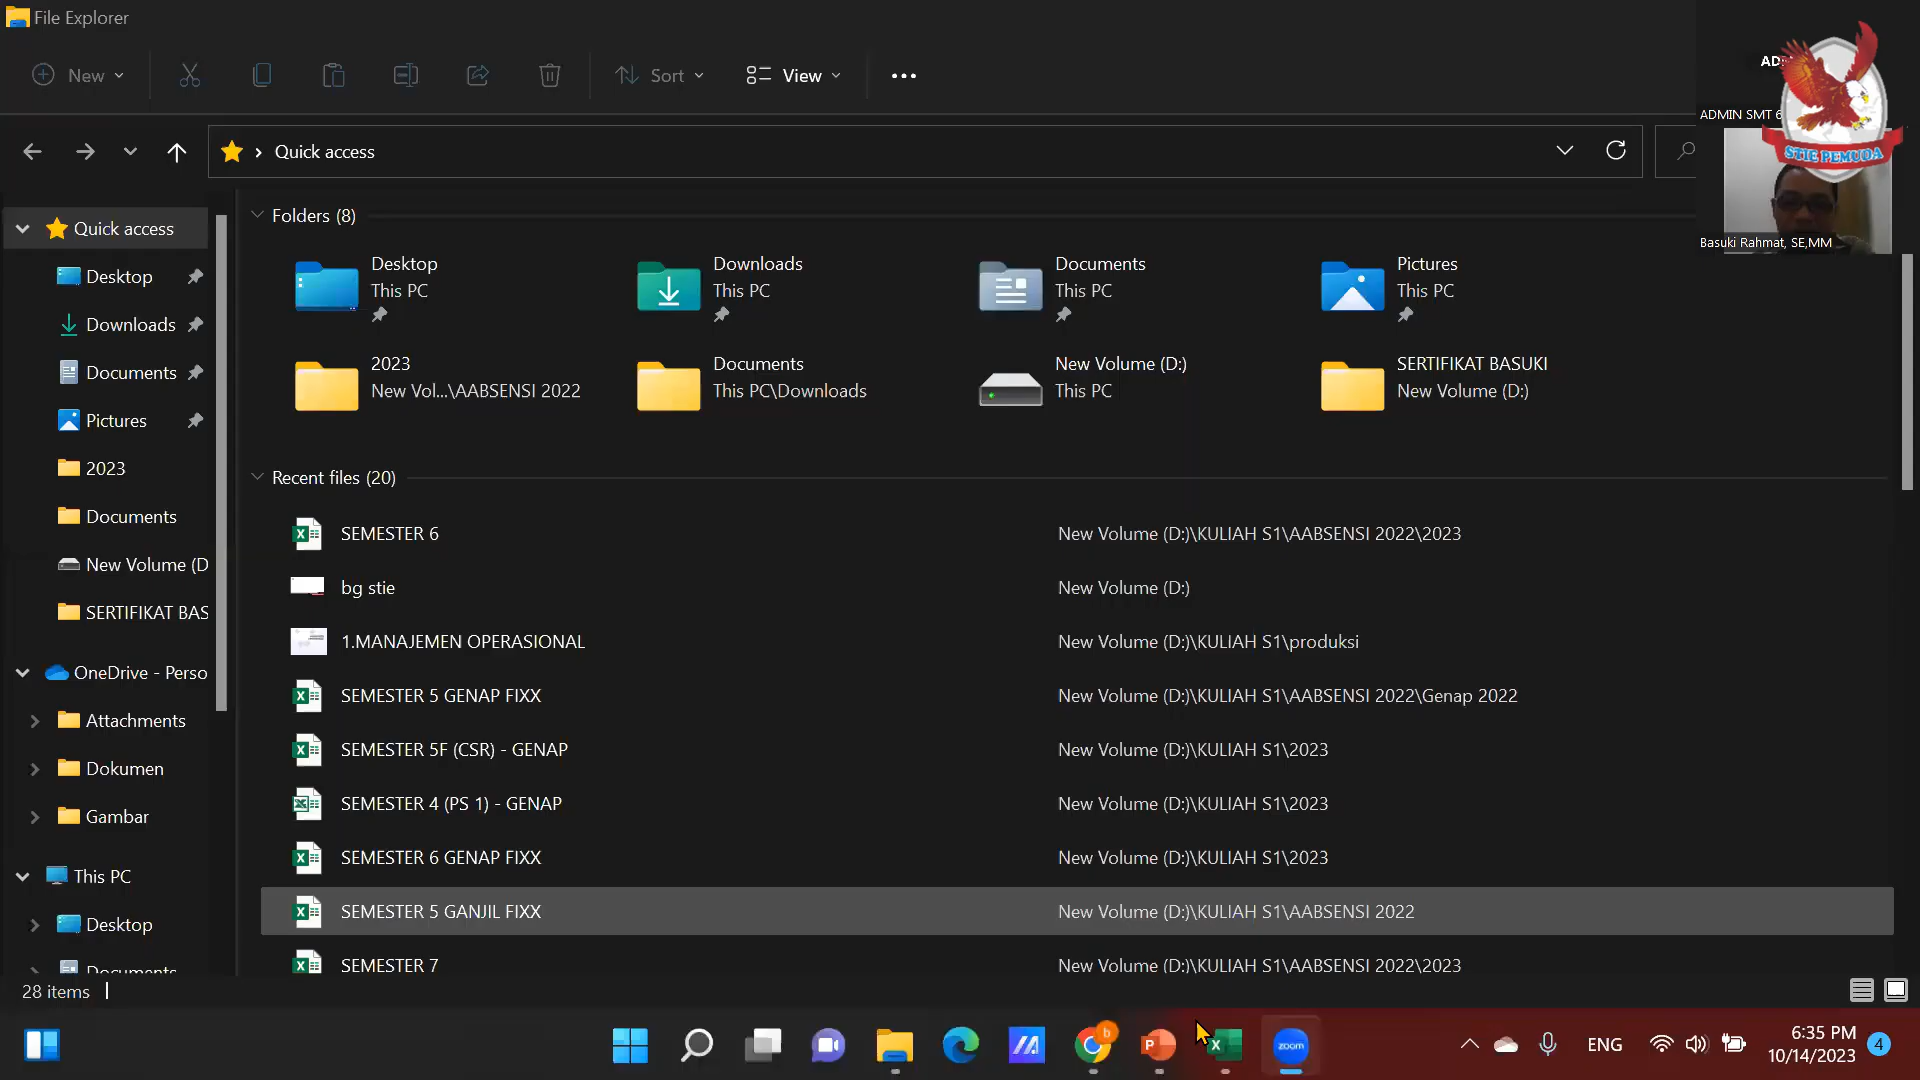 File Explorer
New
Sort
View
Quick access
AD
ADMIN SMT 6
STIE PEMUDA
Basuki Rahmat, SE,MM
Quick access
Desktop
Downloads
Documents
Pictures
2023
Documents
New Volume (D
SERTIFIKAT BAS
OneDrive - Perso
Attachments
Dokumen
Gambar
This PC
Desktop
Documents
Folders (8)
Desktop
This PC
Downloads
This PC
Documents
This PC
Pictures
This PC
2023
New Vol...\AABSENSI 2022
Documents
This PC\Downloads
New Volume (D:)
This PC
SERTIFIKAT BASUKI
New Volume (D:)
Recent files (20)
SEMESTER 6 New Volume (D:)\KULIAH S1\AABSENSI 2022\2023
bg stie New Volume (D:)
1.MANAJEMEN OPERASIONAL New Volume (D:)\KULIAH S1\produksi
SEMESTER 5 GENAP FIXX New Volume (D:)\KULIAH S1\AABSENSI 2022\Genap 2022
SEMESTER 5F (CSR) - GENAP New Volume (D:)\KULIAH S1\2023
SEMESTER 4 (PS 1) - GENAP New Volume (D:)\KULIAH S1\2023
SEMESTER 6 GENAP FIXX New Volume (D:)\KULIAH S1\2023
SEMESTER 5 GANJIL FIXX New Volume (D:)\KULIAH S1\AABSENSI 2022
SEMESTER 7 New Volume (D:)\KULIAH S1\AABSENSI 2022\2023
28 items
b
P
X
zoom
ENG
6:35 PM
10/14/2023
4